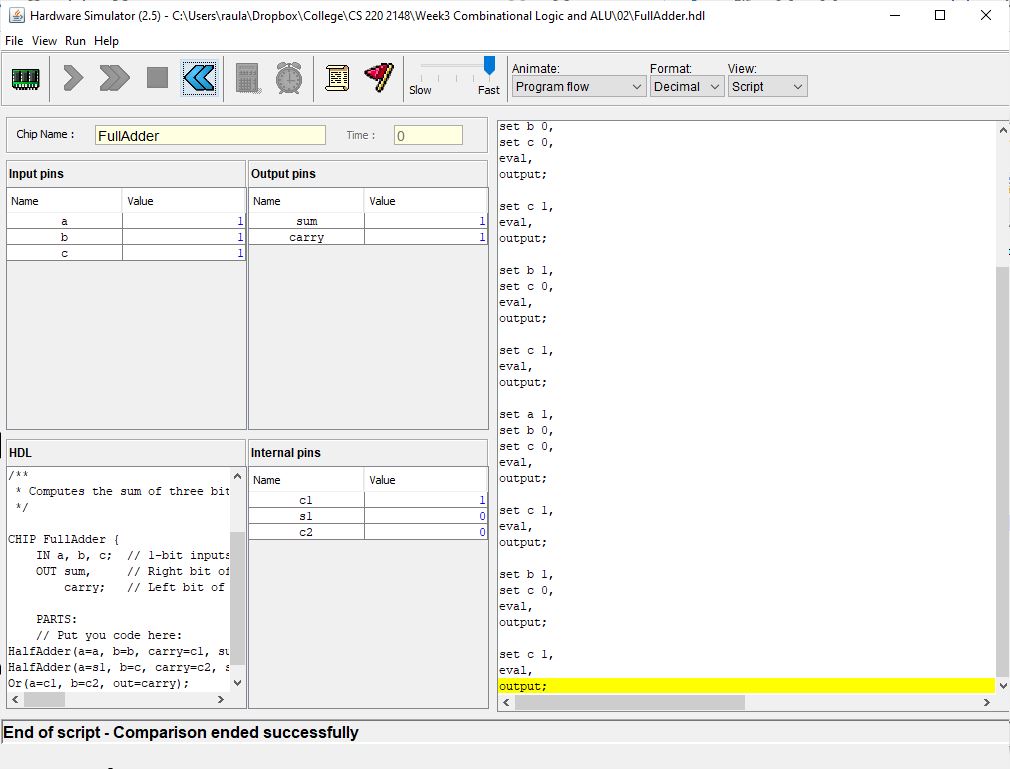 Hardware Simulator (2.5) - C:\Users\raula\Dropbox\College\CS 220 2148\Week3 Combinational Logic and ALU\02\FullAdder.hdl
File View Run Help
Slow Fast
Animate: Format: View:
Program flow Decimal Script
Chip Name : FullAdder Time : 0
Input pins
Name Value
a 1
b 1
c 1
Output pins
Name Value
sum 1
carry 1
HDL
/**
 * Computes the sum of three bit
 */
CHIP FullAdder {
    IN a, b, c;  // 1-bit inputs
    OUT sum,     // Right bit of
        carry;   // Left bit of
    PARTS:
    // Put you code here:
HalfAdder(a=a, b=b, carry=c1, su
HalfAdder(a=s1, b=c, carry=c2, s
Or(a=c1, b=c2, out=carry);
Internal pins
Name Value
c1 1
s1 0
c2 0
set b 0,
set c 0,
eval,
output;
set c 1,
eval,
output;
set b 1,
set c 0,
eval,
output;
set c 1,
eval,
output;
set a 1,
set b 0,
set c 0,
eval,
output;
set c 1,
eval,
output;
set b 1,
set c 0,
eval,
output;
set c 1,
eval,
output;
End of script - Comparison ended successfully